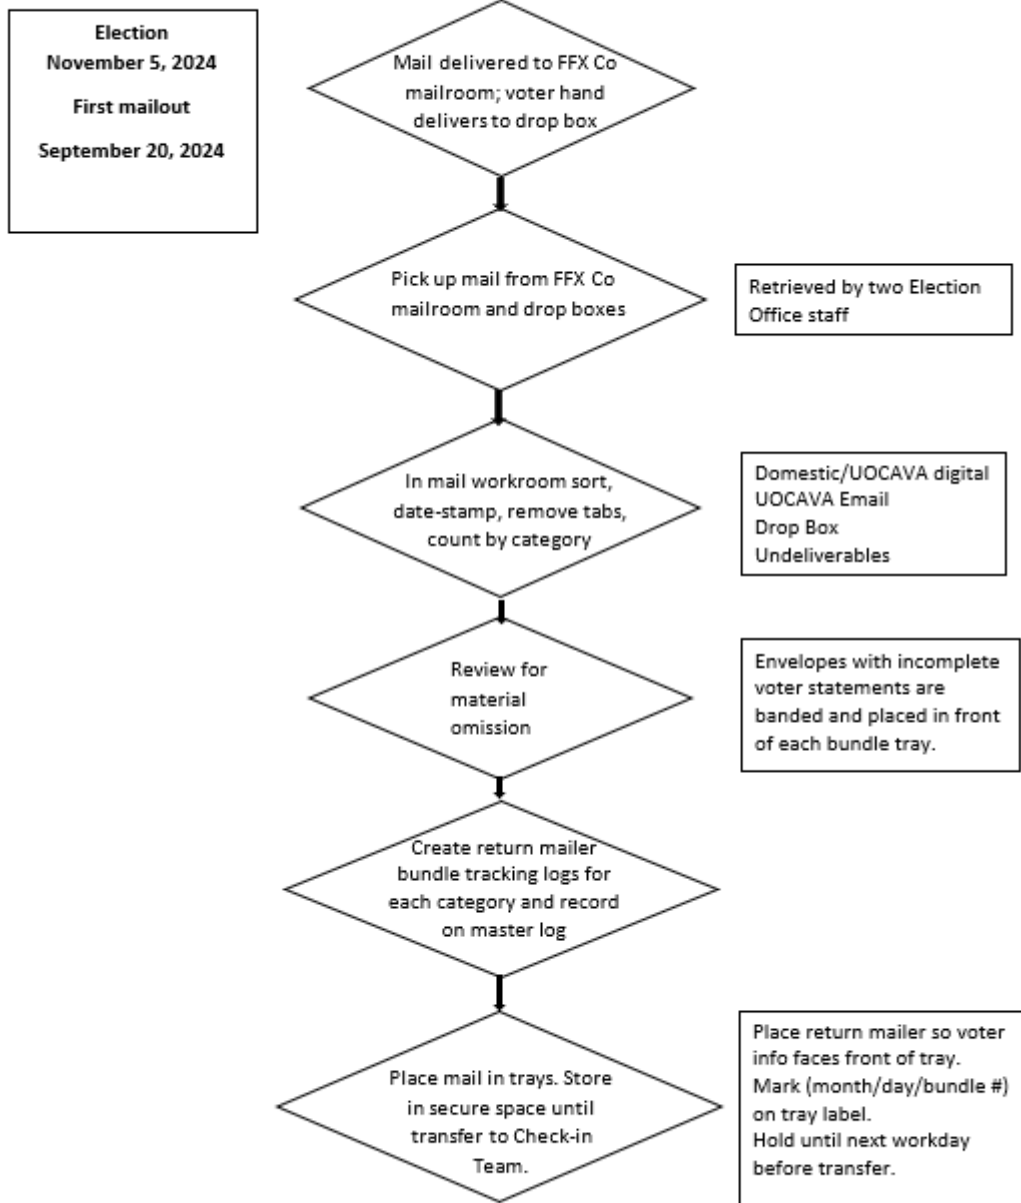 Election
November 5, 2024
First mailout
September 20, 2024
Mail delivered to FFX Co
mailroom; voter hand
delivers to drop box
Pick up mail from FFX Co
mailroom and drop boxes
Retrieved by two Election
Office staff
In mail workroom sort,
date-stamp, remove tabs,
count by category
Domestic/UOCAVA digital
UOCAVA Email
Drop Box
Undeliverables
Review for
material
omission
Envelopes with incomplete
voter statements are
banded and placed in front
of each bundle tray.
Create return mailer
bundle tracking logs for
each category and record
on master log
Place mail in trays. Store
in secure space until
transfer to Check-in
Team.
Place return mailer so voter
info faces front of tray.
Mark (month/day/bundle #)
on tray label.
Hold until next workday
before transfer.